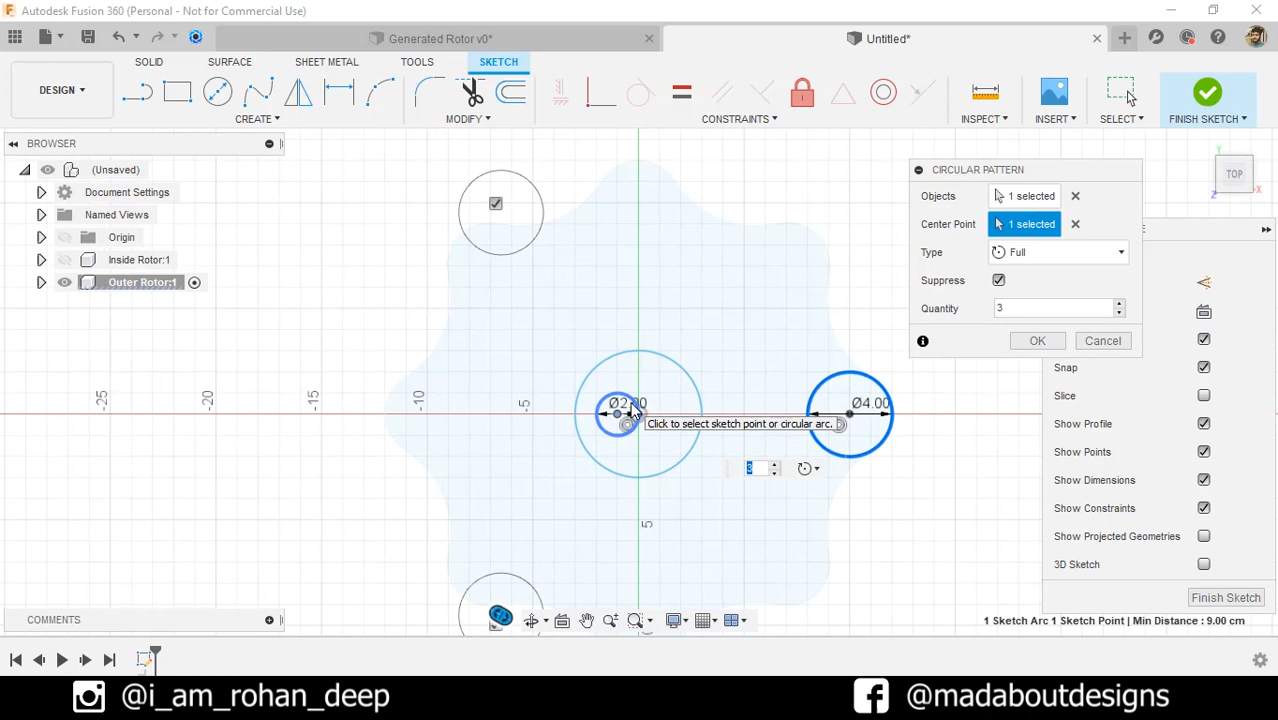 Autodesk Fusion 360 (Personal - Not for Commercial Use)
Generated Rotor v0*
Untitled*
SOLID
SURFACE
SHEET METAL
TOOLS
SKETCH
DESIGN
CREATE
MODIFY
CONSTRAINTS
INSPECT
INSERT
SELECT
FINISH SKETCH
BROWSER
(Unsaved)
Document Settings
Named Views
Origin
Inside Rotor:1
Outer Rotor:1
CIRCULAR PATTERN
Objects 1 selected
Center Point 1 selected
Type Full
Suppress
Quantity 3
OK Cancel
TOP
Y
X
Z
-25
-15
-10
-5
5
Ø2.00
Ø4.00
Click to select sketch point or circular arc.
3
Snap
Slice
Show Profile
Show Points
Show Dimensions
Show Constraints
Show Projected Geometries
3D Sketch
Finish Sketch
COMMENTS
1 Sketch Arc 1 Sketch Point | Min Distance : 9.00 cm
@i_am_rohan_deep
@madaboutdesigns